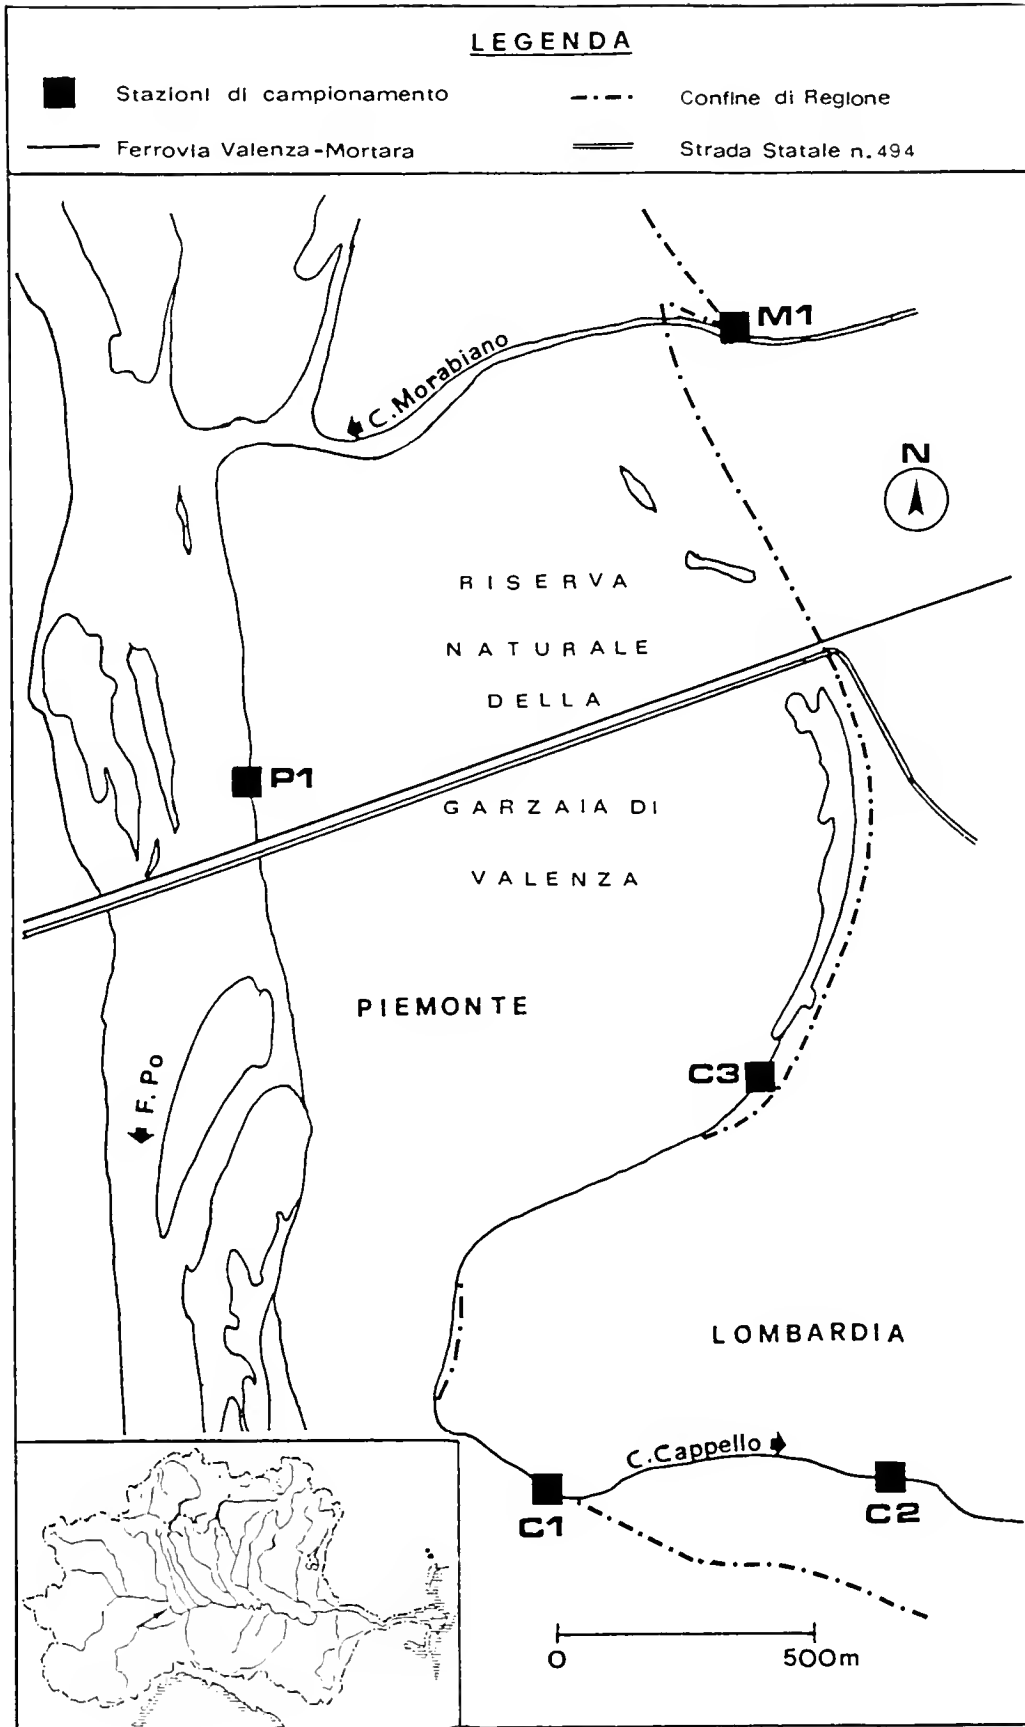 LEGENDA
Stazioni di campionamento
Confine di Regione
Ferrovia Valenza-Mortara
Strada Statale n.494
M1
C.Morabiano
N
RISERVA
NATURALE
DELLA
P1
GARZAIA DI
VALENZA
PIEMONTE
F. Po
C3
LOMBARDIA
C.Cappello
C1
C2
0
500m